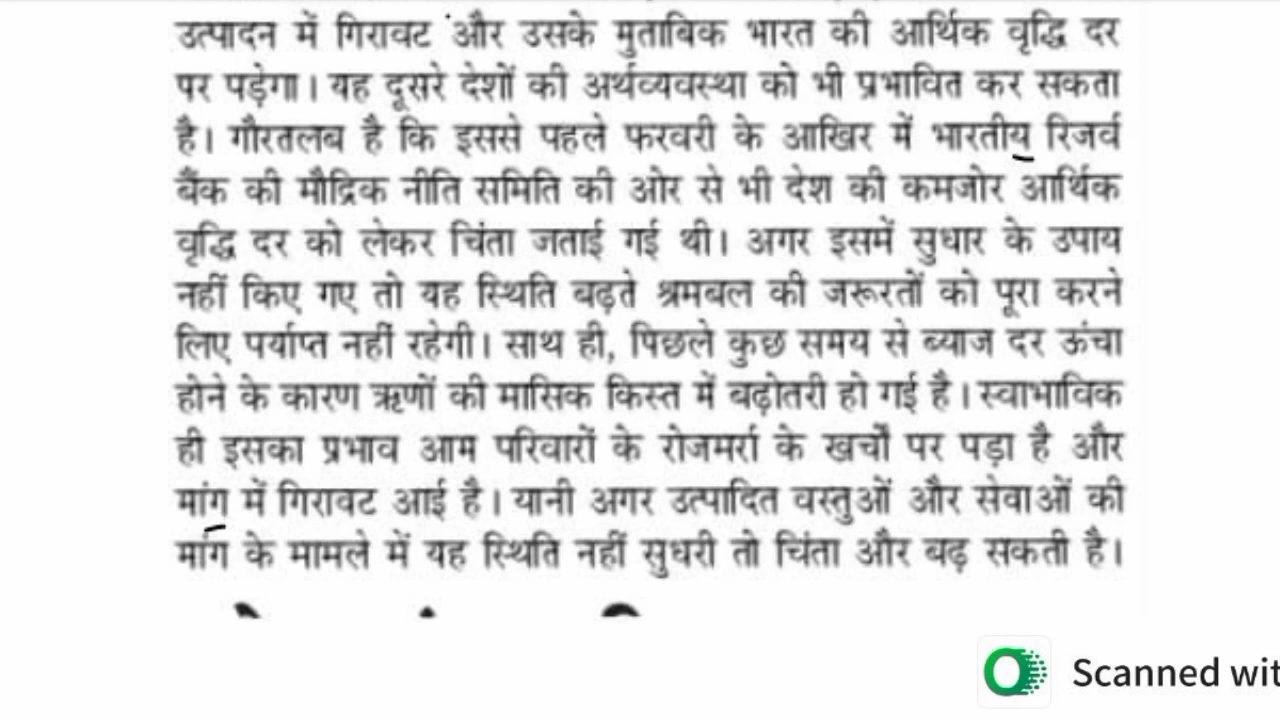 उत्पादन में गिरावट और उसके मुताबिक भारत की आर्थिक वृद्धि दर
पर पड़ेगा। यह दूसरे देशों की अर्थव्यवस्था को भी प्रभावित कर सकता
है। गौरतलब है कि इससे पहले फरवरी के आखिर में भारतीय रिजर्व
बैंक की मौद्रिक नीति समिति की ओर से भी देश की कमजोर आर्थिक
वृद्धि दर को लेकर चिंता जताई गई थी। अगर इसमें सुधार के उपाय
नहीं किए गए तो यह स्थिति बढ़ते श्रमबल की जरूरतों को पूरा करने
लिए पर्याप्त नहीं रहेगी। साथ ही, पिछले कुछ समय से ब्याज दर ऊंचा
होने के कारण ऋणों की मासिक किस्त में बढ़ोतरी हो गई है। स्वाभाविक
ही इसका प्रभाव आम परिवारों के रोजमर्रा के खर्चों पर पड़ा है और
मांग में गिरावट आई है। यानी अगर उत्पादित वस्तुओं और सेवाओं की
मांग के मामले में यह स्थिति नहीं सुधरी तो चिंता और बढ़ सकती है।
Scanned wit